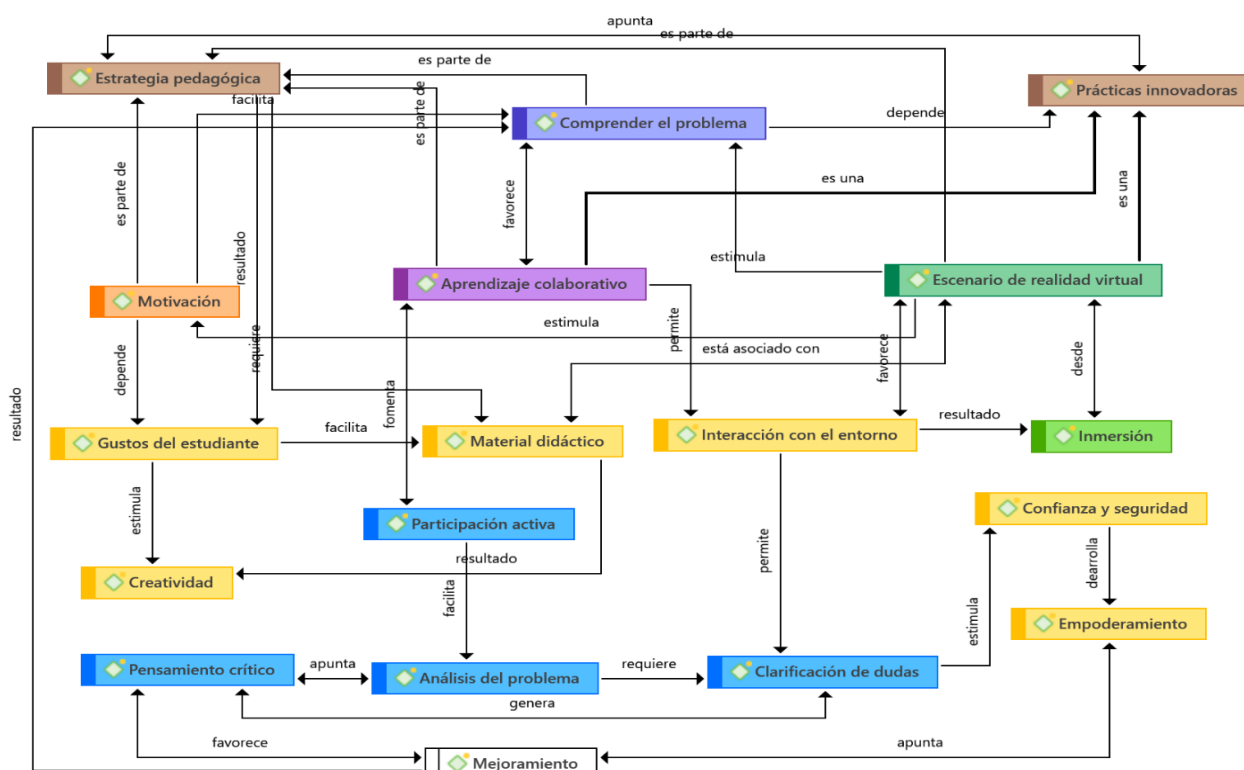 apunta
es parte de
Estrategia pedagógica
es parte de
Prácticas innovadoras
facilita
Comprender el problema
depende
es parte de
es parte de
favorece
es una
es una
resultado
estimula
Motivación
Aprendizaje colaborativo
Escenario de realidad virtual
estimula
permite
requiere
está asociado con
favorece
desde
depende
resultado
fomenta
Gustos del estudiante
facilita
Material didáctico
Interacción con el entorno
resultado
Inmersión
estimula
Participación activa
Confianza y seguridad
resultado
permite
dearrolla
Creatividad
facilita
estimula
Empoderamiento
Pensamiento crítico
apunta
Análisis del problema
requiere
Clarificación de dudas
genera
favorece
apunta
Mejoramiento